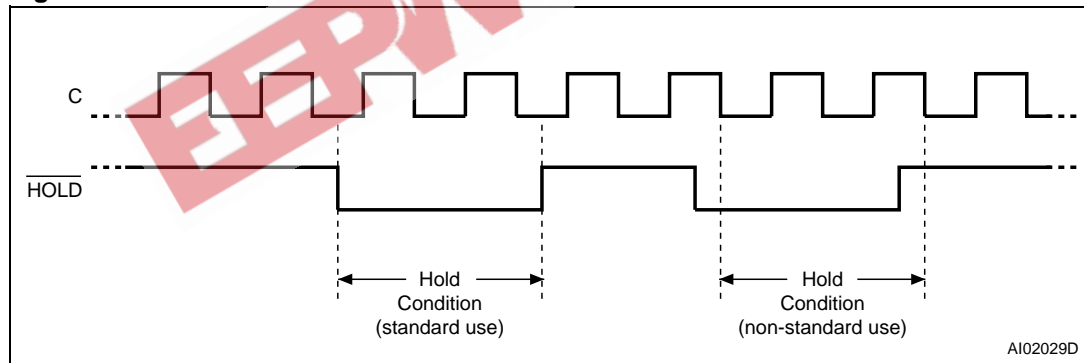 C
HOLD
Hold
Condition
(standard use)
Hold
Condition
(non-standard use)
AI02029D